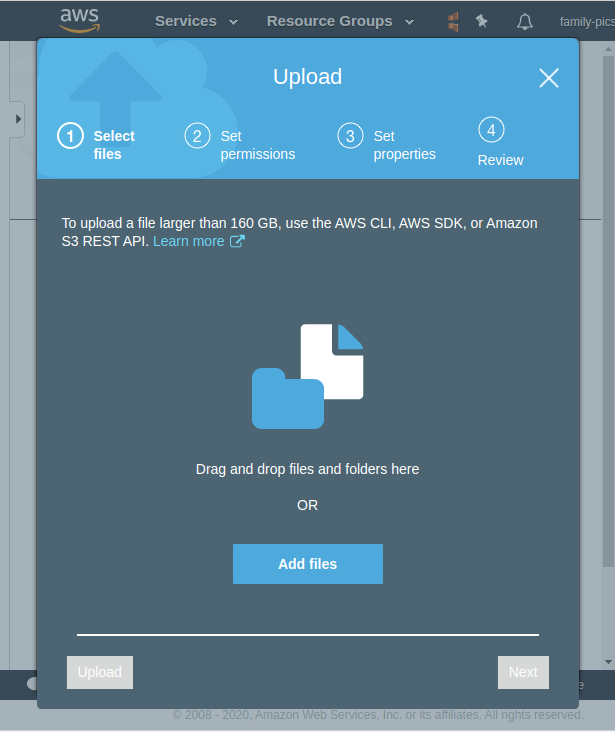 aws
Services
Resource Groups
family-pics
Upload
1 Select
files
2 Set
permissions
3 Set
properties
4
Review
To upload a file larger than 160 GB, use the AWS CLI, AWS SDK, or Amazon
S3 REST API. Learn more
Drag and drop files and folders here
OR
Add files
Upload
Next
© 2008 - 2020, Amazon Web Services, Inc. or its affiliates. All rights reserved.